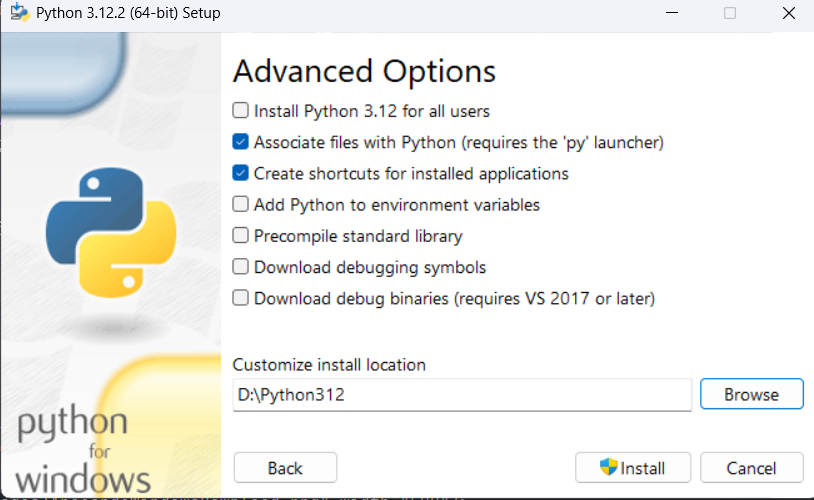 Python 3.12.2 (64-bit) Setup
Advanced Options
Install Python 3.12 for all users
Associate files with Python (requires the 'py' launcher)
Create shortcuts for installed applications
Add Python to environment variables
Precompile standard library
Download debugging symbols
Download debug binaries (requires VS 2017 or later)
Customize install location
D:\Python312
Browse
python
for
windows
Back
Install
Cancel